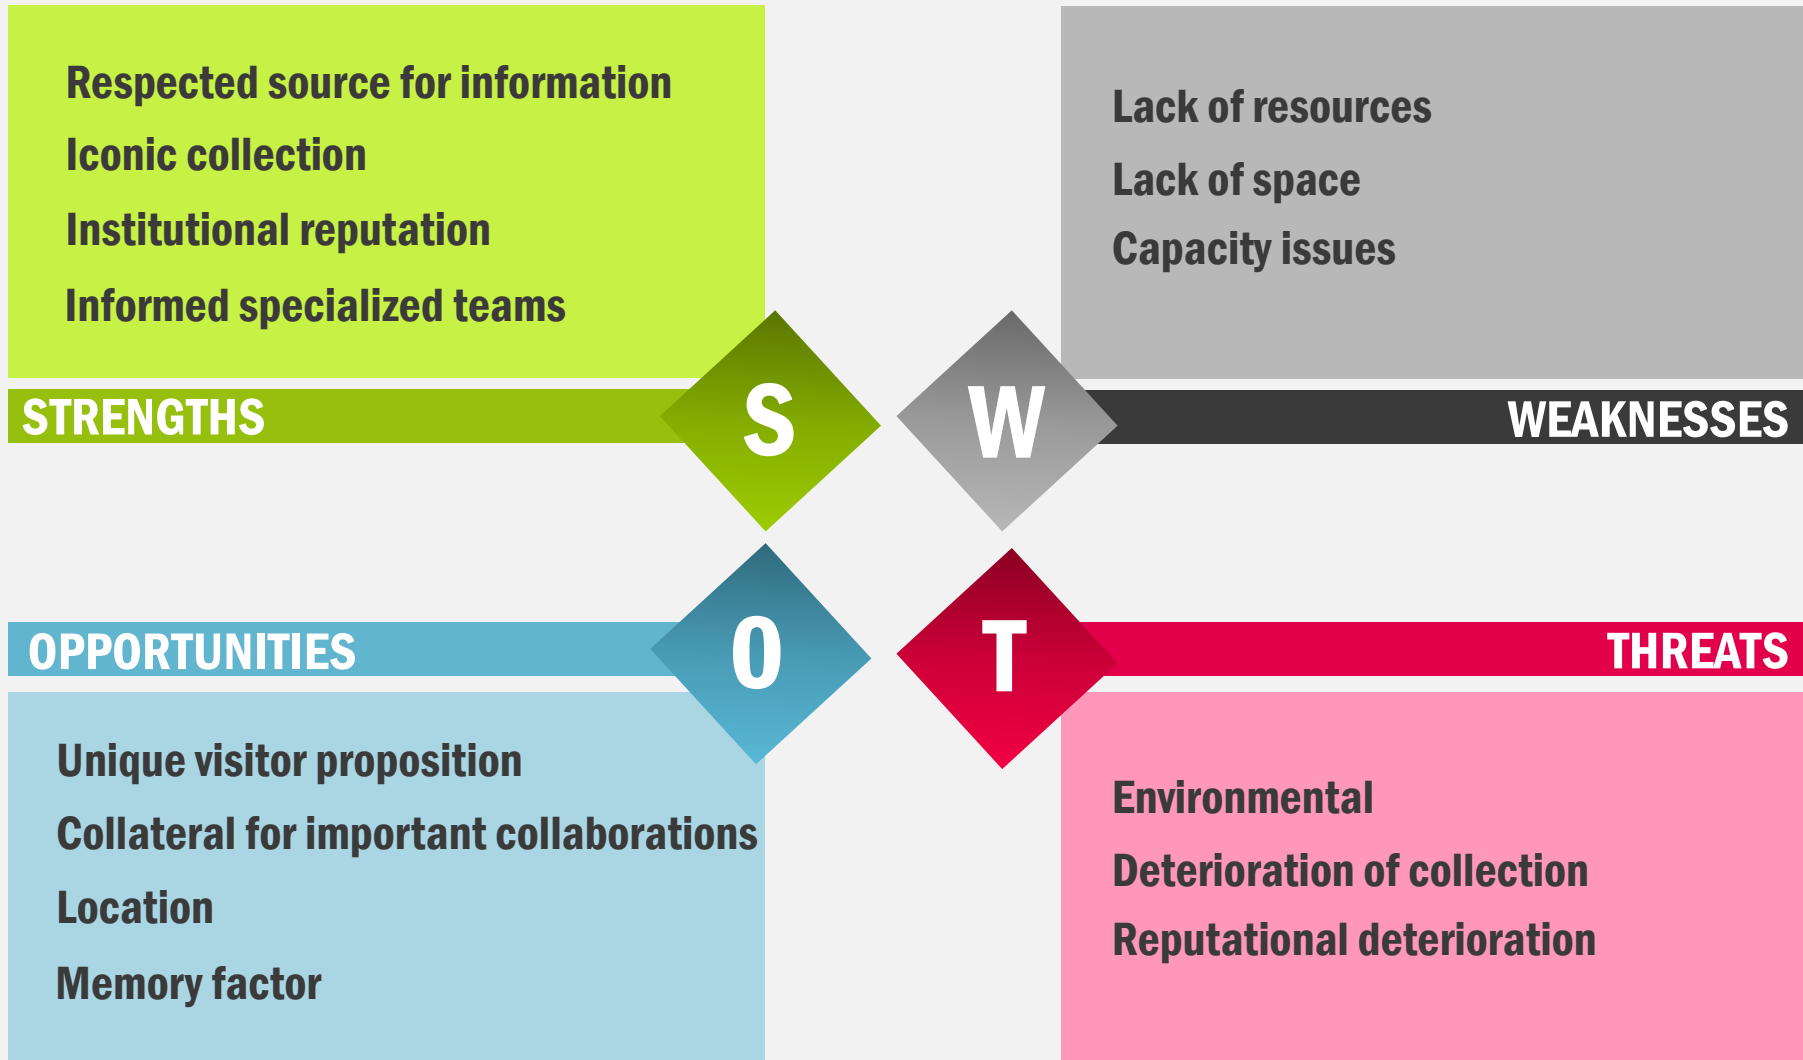 Respected source for information
Iconic collection
Institutional reputation
Informed specialized teams
STRENGTHS
S
Lack of resources
Lack of space
Capacity issues
W
WEAKNESSES
OPPORTUNITIES
O
Unique visitor proposition
Collateral for important collaborations
Location
Memory factor
T
THREATS
Environmental
Deterioration of collection
Reputational deterioration